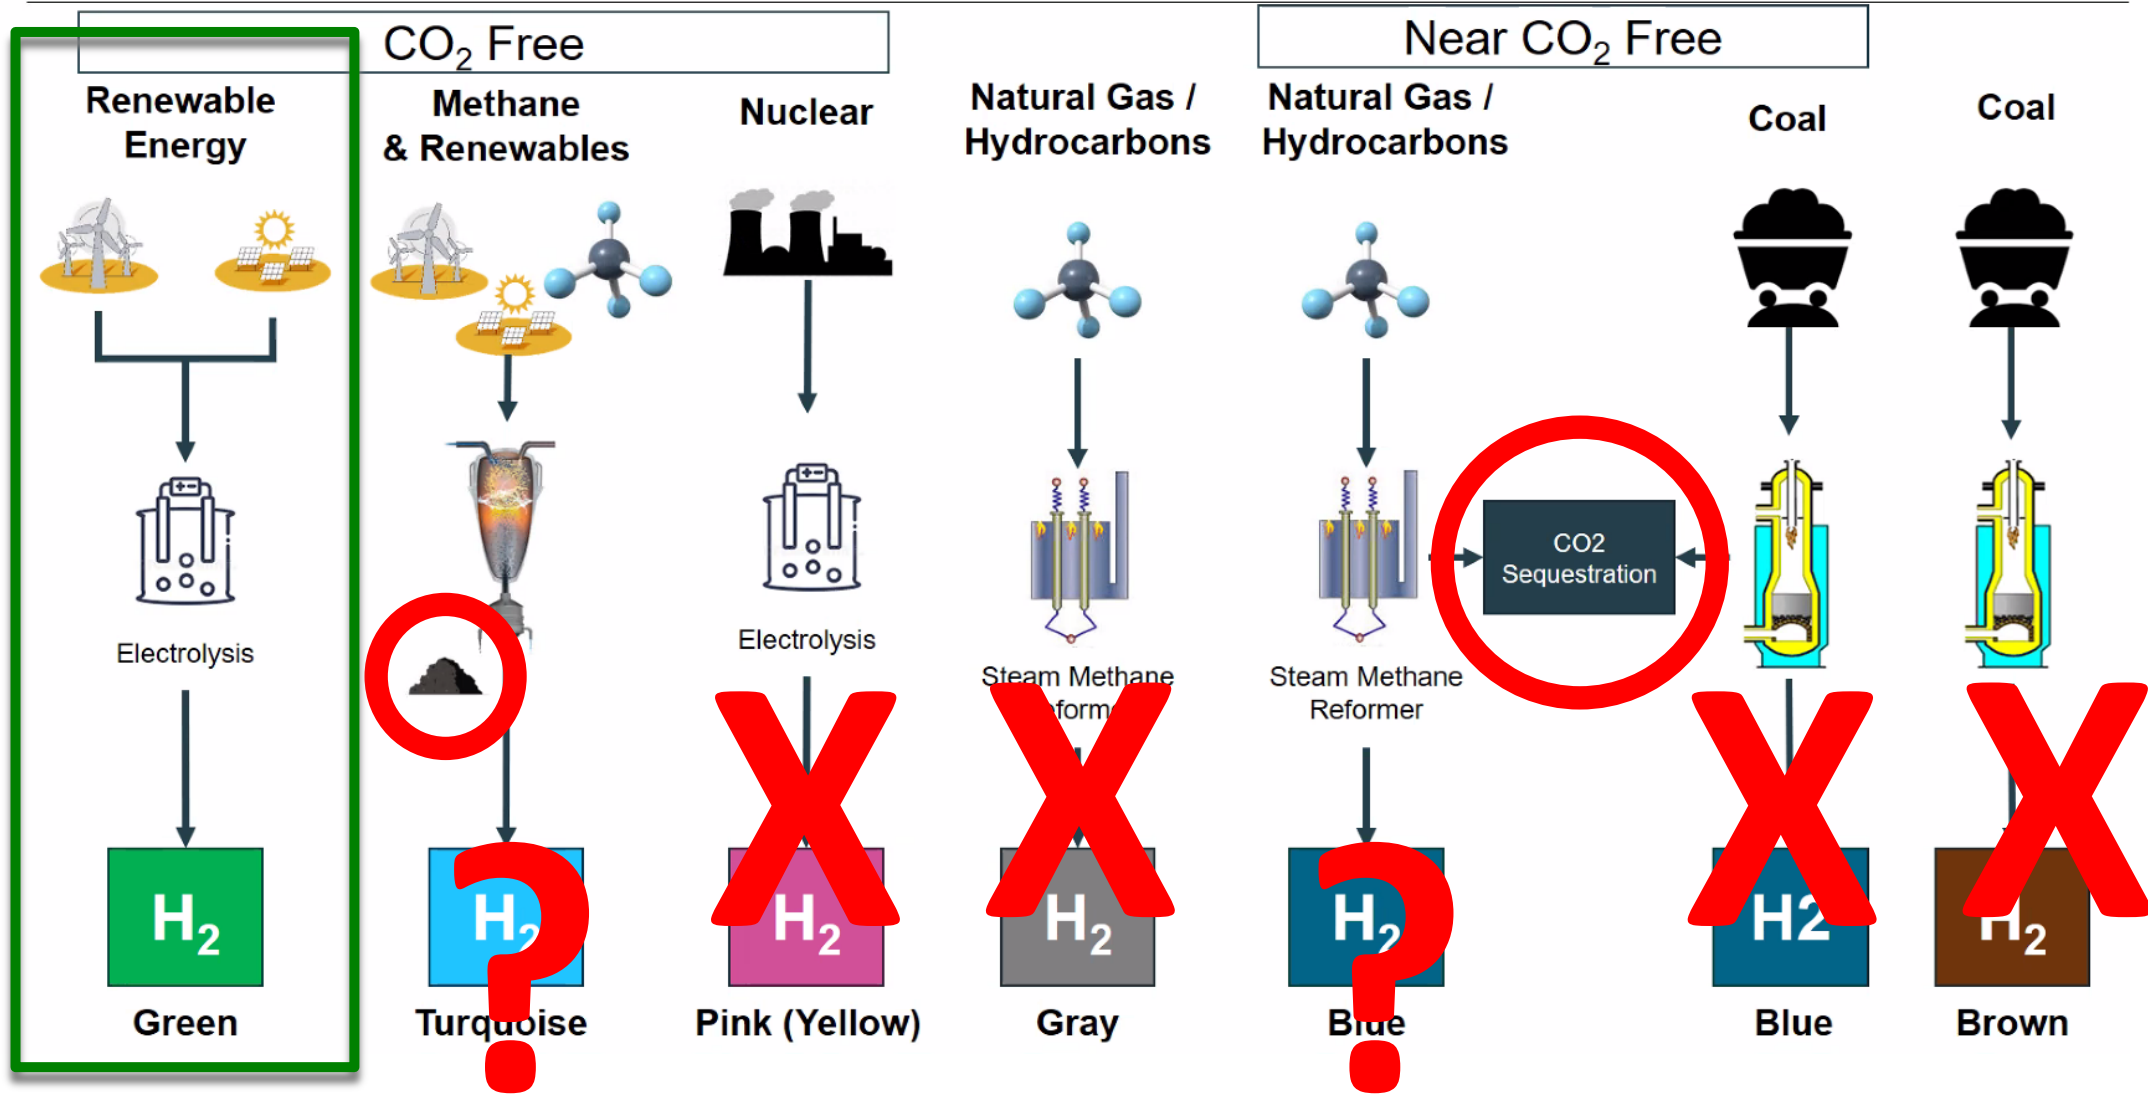 CO₂ Free
Near CO₂ Free
Renewable
Energy
Methane
& Renewables
Nuclear
Natural Gas /
Hydrocarbons
Natural Gas /
Hydrocarbons
Coal
Coal
Electrolysis
Electrolysis
Steam Methane
Steam Methane
Reformer
CO2
Sequestration
H₂
H₂
H₂
H₂
H₂
H2
H₂
?
X
X
?
X
X
Green
Turquoise
Pink (Yellow)
Gray
Blue
Blue
Brown